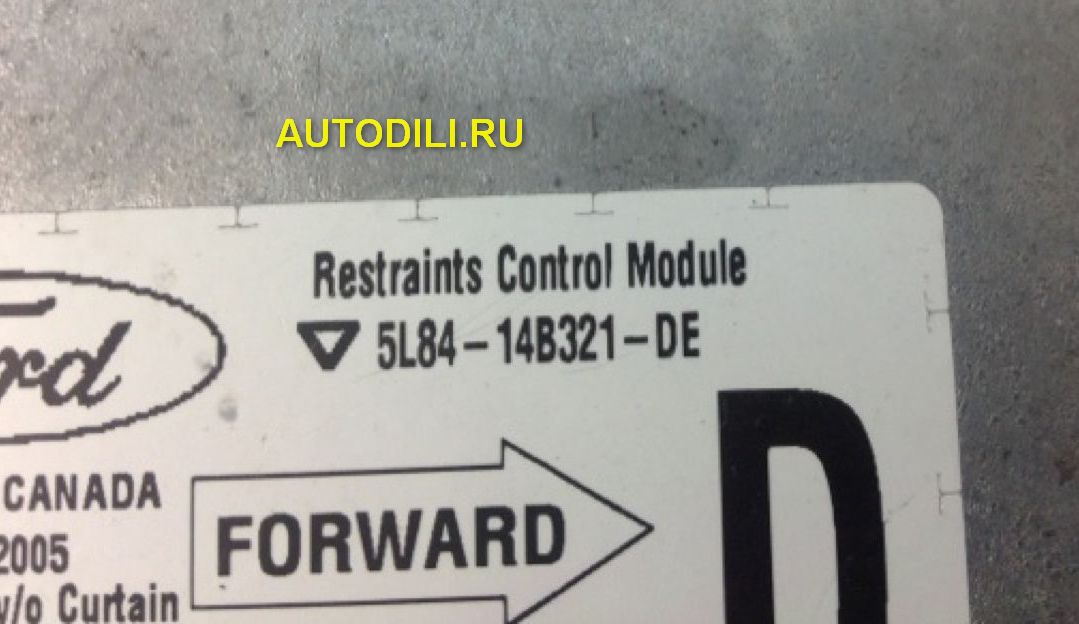 AUTODILI.RU
Restraints Control Module
5L84-14B321-DE
CANADA
2005
w/o Curtain
FORWARD
D